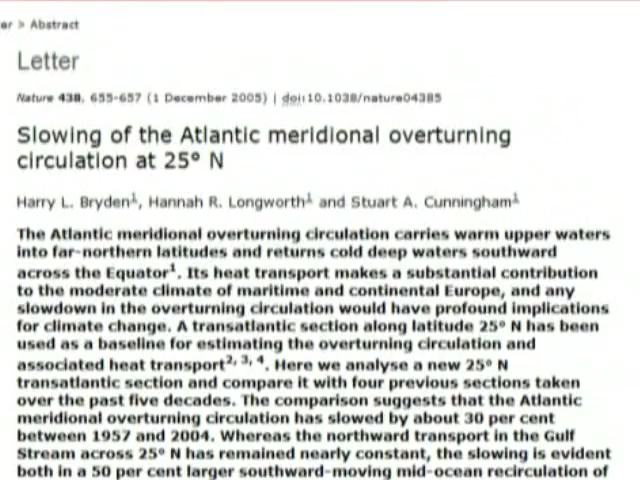 er > Abstract
Letter
Nature 438, 655-657 (1 December 2005) | doi:10.1038/nature04385
Slowing of the Atlantic meridional overturning
circulation at 25° N
Harry L. Bryden1, Hannah R. Longworth1 and Stuart A. Cunningham1
The Atlantic meridional overturning circulation carries warm upper waters
into far-northern latitudes and returns cold deep waters southward
across the Equator1. Its heat transport makes a substantial contribution
to the moderate climate of maritime and continental Europe, and any
slowdown in the overturning circulation would have profound implications
for climate change. A transatlantic section along latitude 25° N has been
used as a baseline for estimating the overturning circulation and
associated heat transport2, 3, 4. Here we analyse a new 25° N
transatlantic section and compare it with four previous sections taken
over the past five decades. The comparison suggests that the Atlantic
meridional overturning circulation has slowed by about 30 per cent
between 1957 and 2004. Whereas the northward transport in the Gulf
Stream across 25° N has remained nearly constant, the slowing is evident
both in a 50 per cent larger southward-moving mid-ocean recirculation of